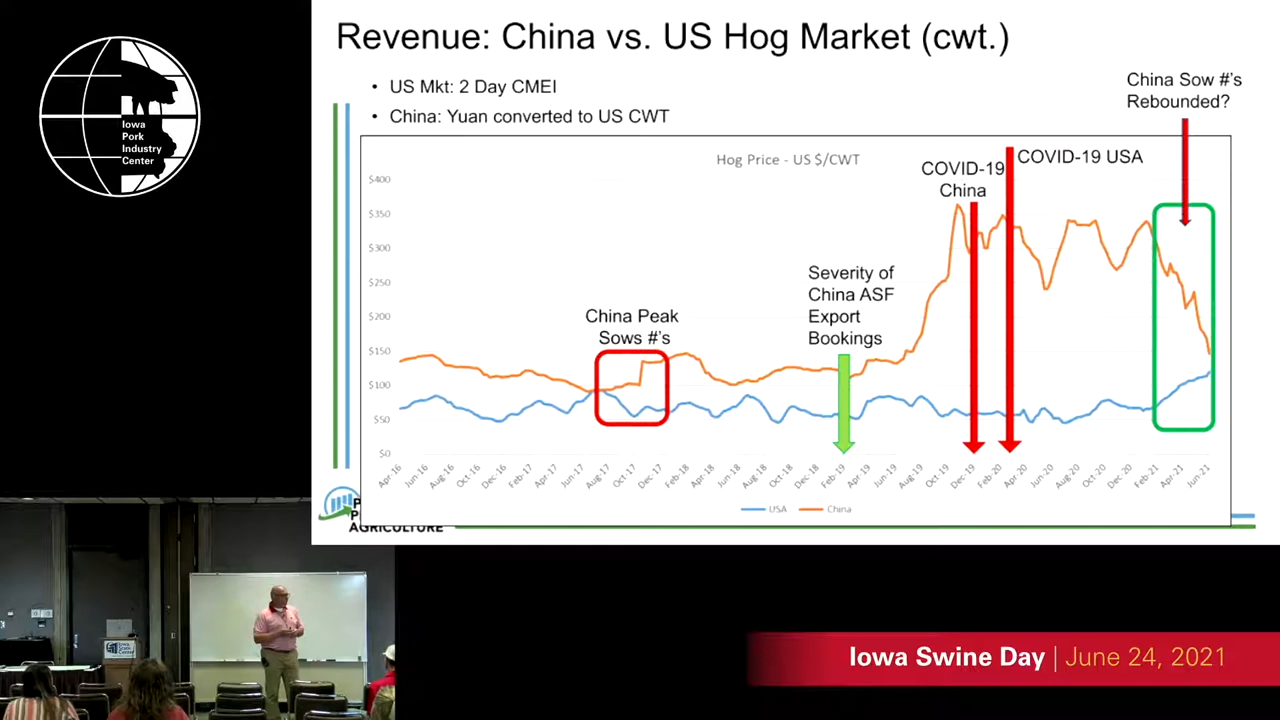 Iowa
Pork
Industry
Center
Revenue: China vs. US Hog Market (cwt.)
• US Mkt: 2 Day CMEI
• China: Yuan converted to US CWT
China Sow #'s
Rebounded?
Hog Price - US $/CWT
COVID-19
China
COVID-19 USA
Severity of
China ASF
Export
Bookings
China Peak
Sows #'s
$400
$350
$300
$250
$200
$150
$100
$50
$0
Apr-16
Jun-16
Aug-16
Oct-16
Dec-16
Feb-17
Apr-17
Jun-17
Aug-17
Oct-17
Dec-17
Feb-18
Apr-18
Jun-18
Aug-18
Oct-18
Dec-18
Feb-19
Apr-19
Jun-19
Aug-19
Oct-19
Dec-19
Feb-20
Apr-20
Jun-20
Aug-20
Oct-20
Dec-20
Feb-21
Apr-21
Jun-21
USA
China
P
P
AGRICULTURE
Iowa State Center
Iowa Swine Day | June 24, 2021